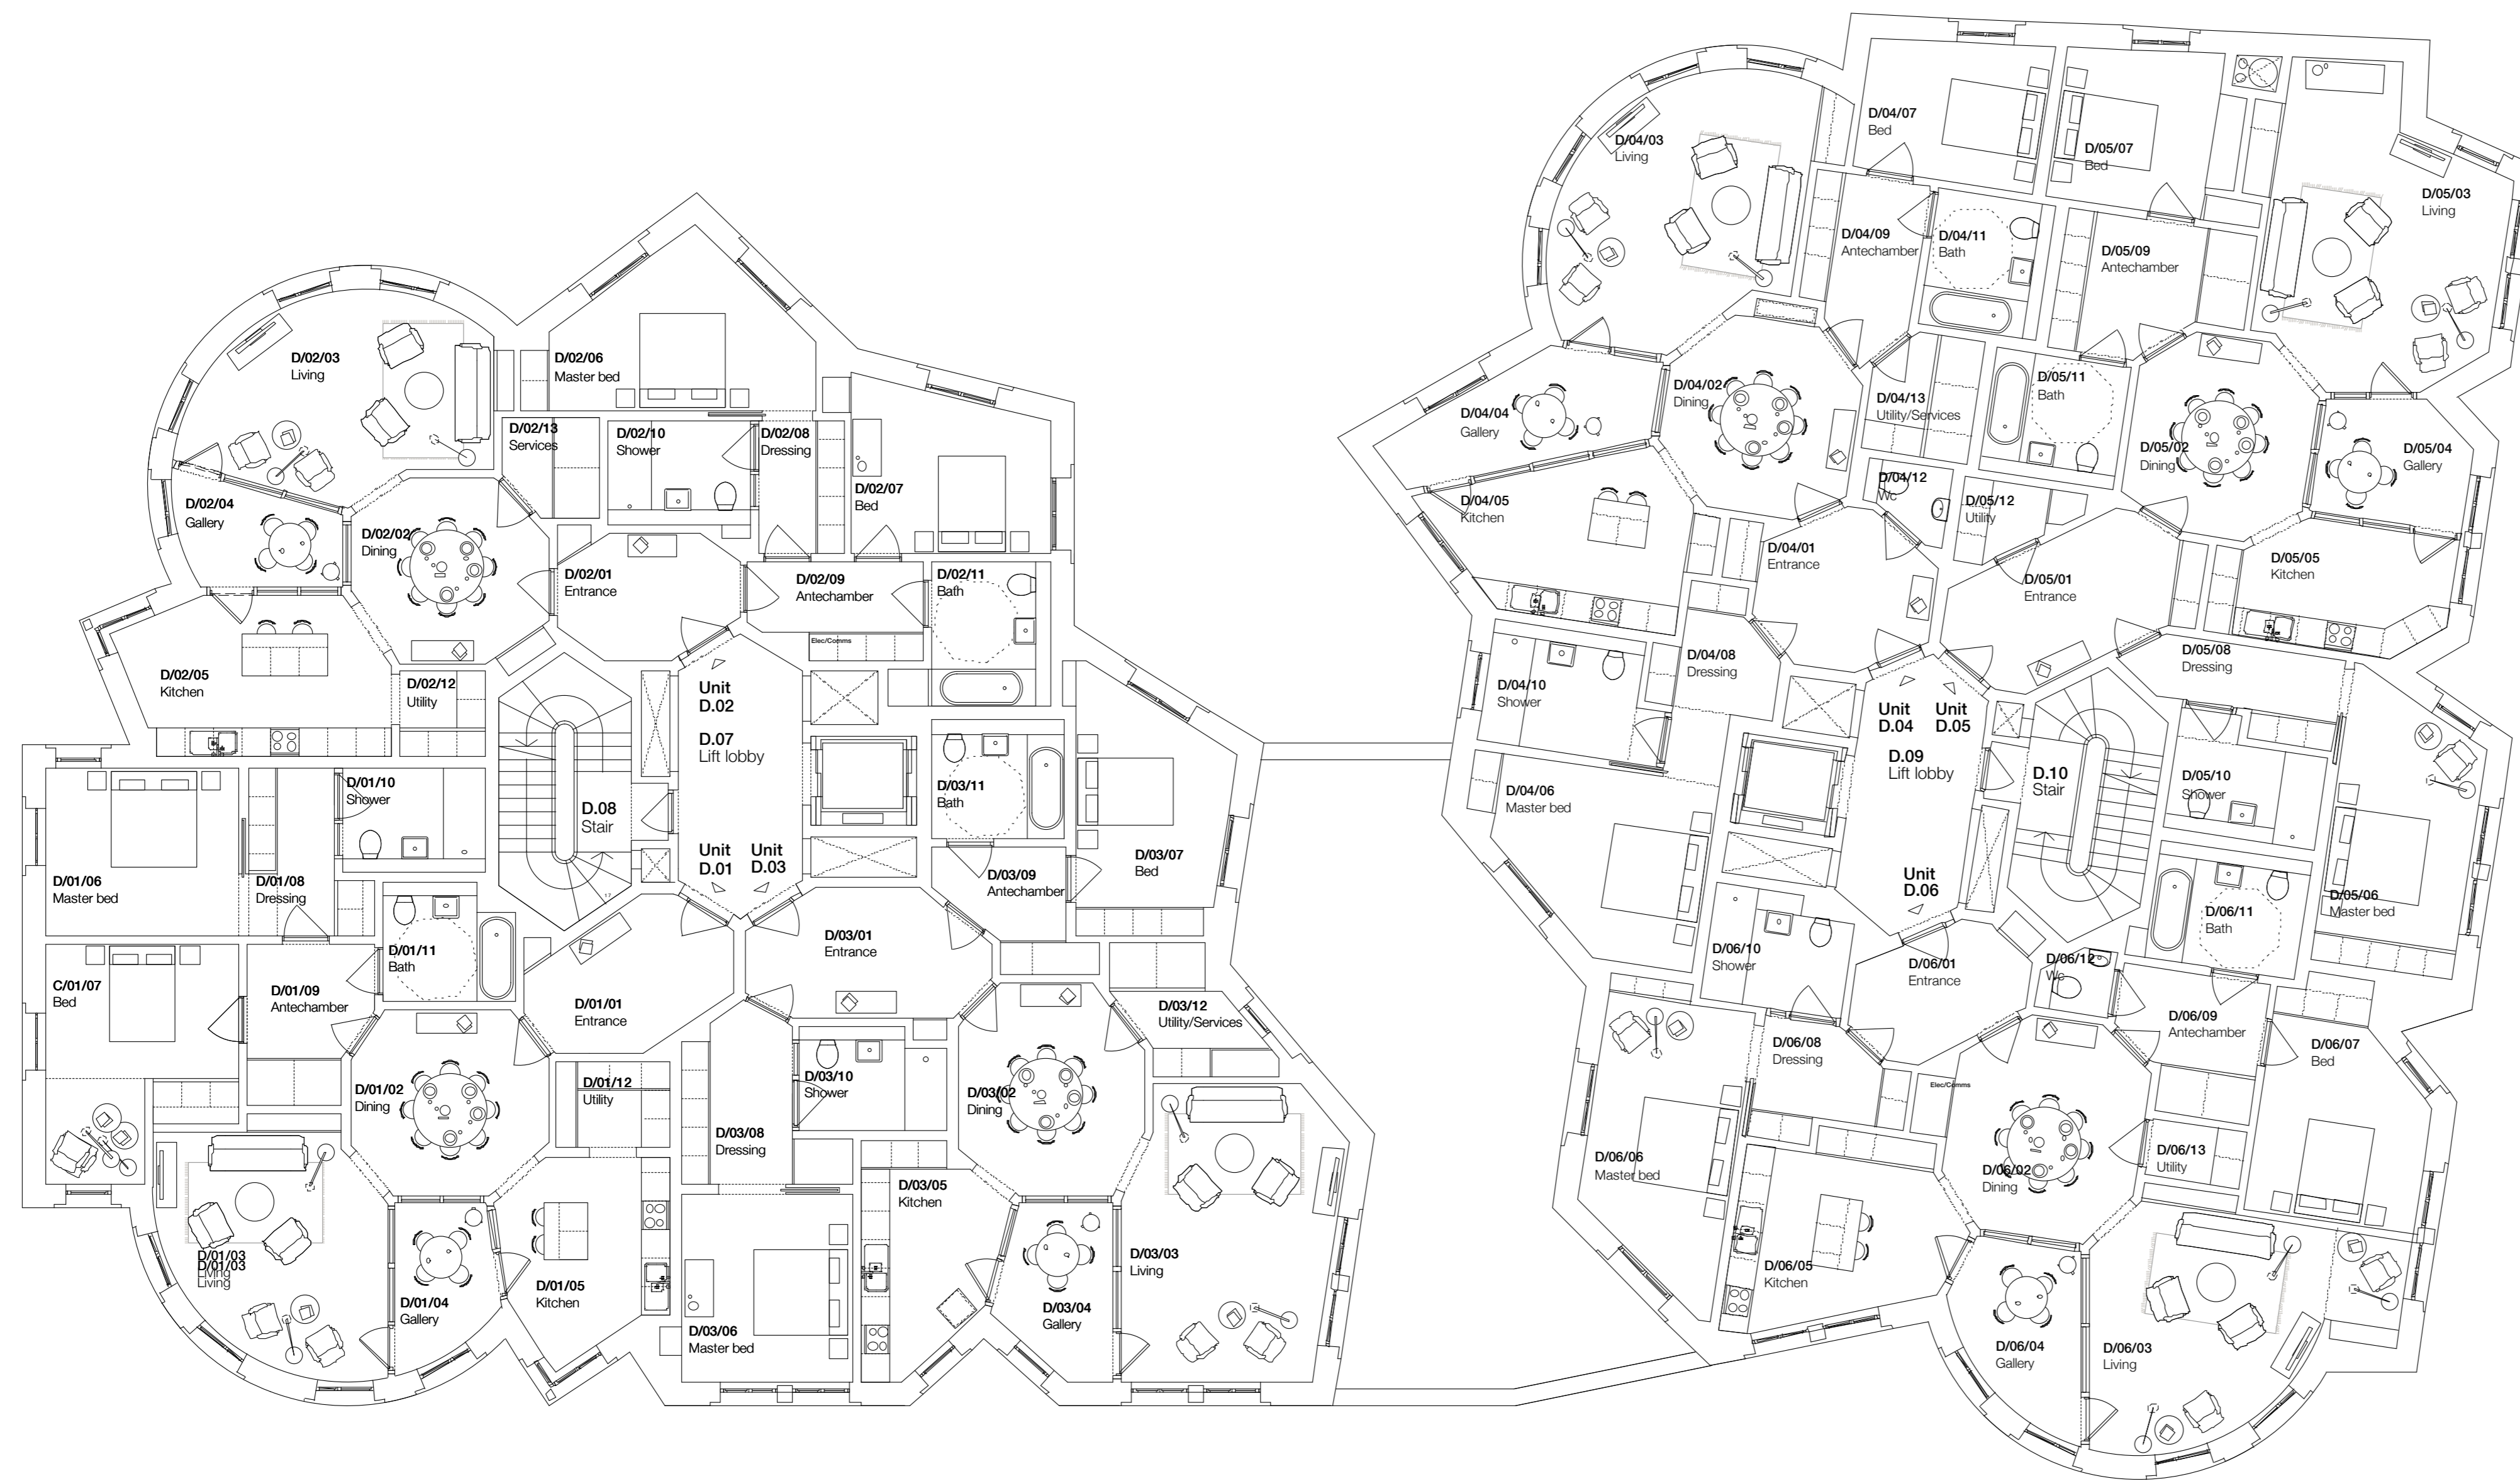 D/02/03
Living
D/02/06
Master bed
D/02/13
Services
D/02/10
Shower
D/02/08
Dressing
D/02/07
Bed
D/02/04
Gallery
D/02/02
Dining
D/02/01
Entrance
D/02/09
Antechamber
D/02/11
Bath
Elec/Comms
D/02/05
Kitchen
D/02/12
Utility
Unit
D.02
D.07
Lift lobby
D.08
Stair
Unit
D.01
Unit
D.03
17
D/01/10
Shower
D/01/06
Master bed
D/01/08
Dressing
D/01/11
Bath
C/01/07
Bed
D/01/09
Antechamber
D/01/01
Entrance
D/01/02
Dining
D/01/12
Utility
D/01/03
Living
D/01/03
Living
D/01/04
Gallery
D/01/05
Kitchen
D/03/11
Bath
D/03/07
Bed
D/03/09
Antechamber
D/03/01
Entrance
D/03/12
Utility/Services
D/03/10
Shower
D/03/02
Dining
D/03/08
Dressing
D/03/05
Kitchen
D/03/03
Living
D/03/04
Gallery
D/03/06
Master bed
D/04/03
Living
D/04/07
Bed
D/04/09
Antechamber
D/04/11
Bath
D/04/02
Dining
D/04/04
Gallery
D/04/13
Utility/Services
D/04/12
Wc
D/04/05
Kitchen
D/04/01
Entrance
D/04/08
Dressing
D/04/10
Shower
D/04/06
Master bed
D/05/07
Bed
D/05/03
Living
D/05/09
Antechamber
D/05/11
Bath
D/05/02
Dining
D/05/04
Gallery
D/05/12
Utility
D/05/05
Kitchen
D/05/01
Entrance
D/05/08
Dressing
Unit
D.04
Unit
D.05
D.09
Lift lobby
D.10
Stair
D/05/10
Shower
D/05/06
Master bed
Unit
D.06
D/06/11
Bath
D/06/10
Shower
D/06/01
Entrance
D/06/12
Wc
D/06/09
Antechamber
D/06/08
Dressing
D/06/07
Bed
Elec/Comms
D/06/06
Master bed
D/06/02
Dining
D/06/13
Utility
D/06/05
Kitchen
D/06/04
Gallery
D/06/03
Living